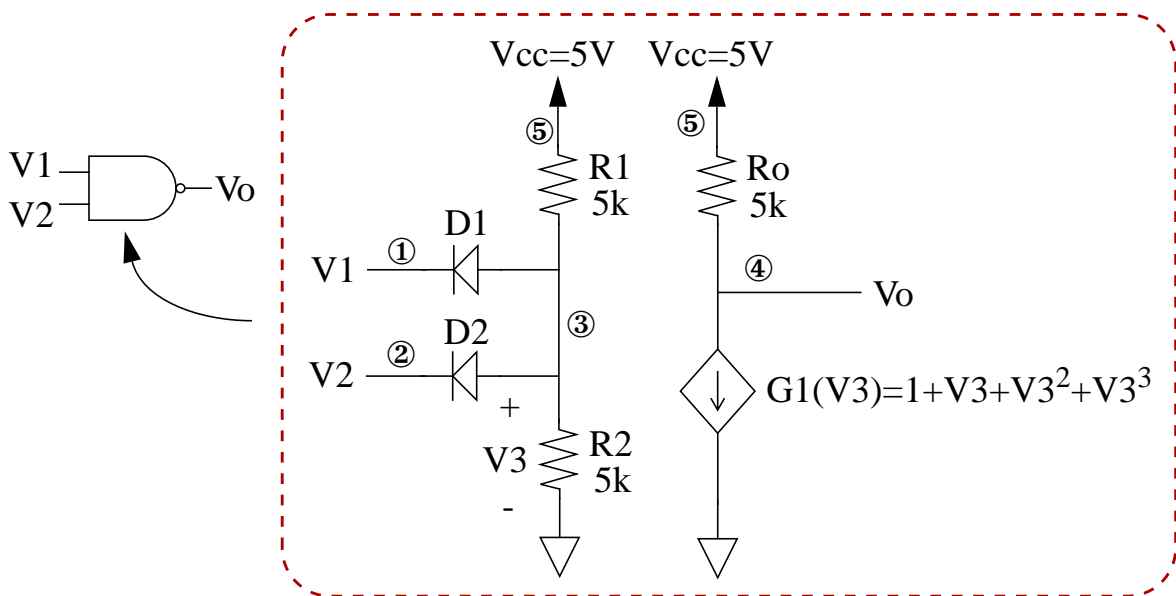 Vcc=5V
Vcc=5V
⑤
⑤
R1
5k
Ro
5k
V1
V2
Vo
D1
①
V1
③
④
Vo
D2
②
V2
+
V3
-
R2
5k
G1(V3)=1+V3+V3²+V3³